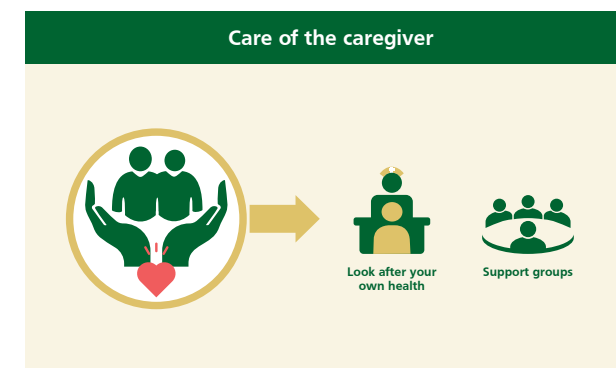 Care of the caregiver
Look after your
own health
Support groups